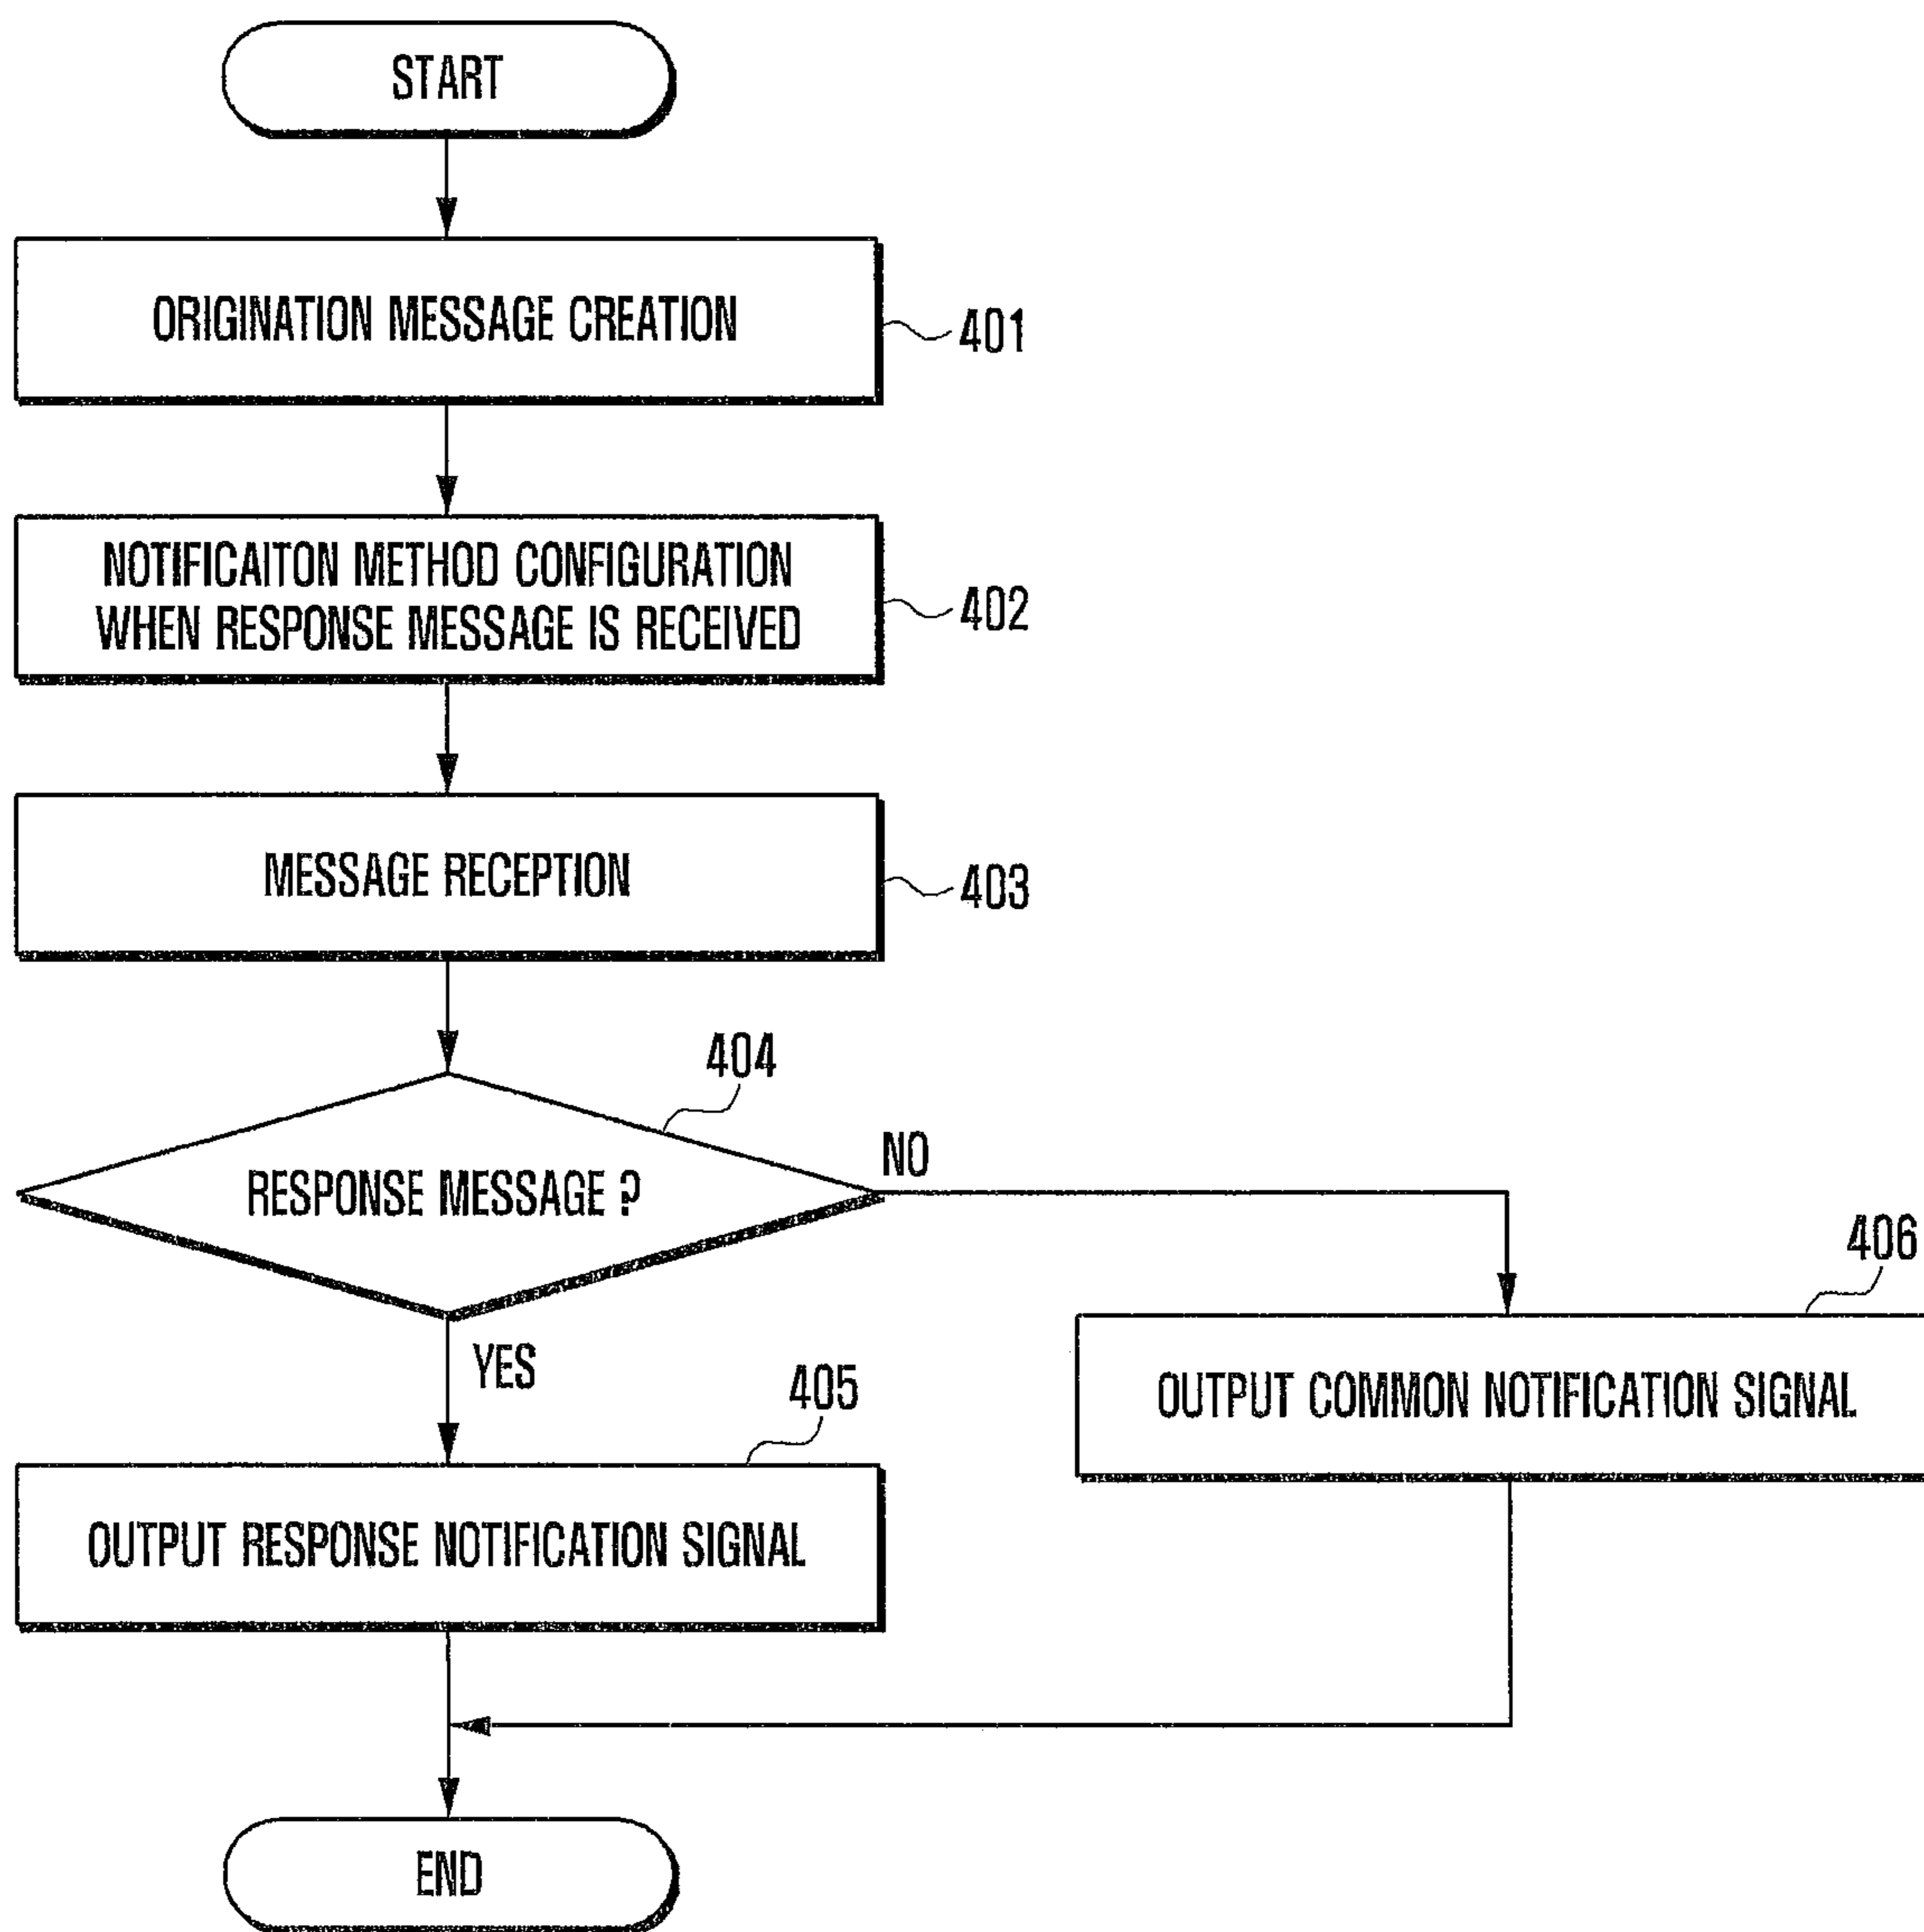 START
ORIGINATION MESSAGE CREATION
401
NOTIFICAITON METHOD CONFIGURATION
WHEN RESPONSE MESSAGE IS RECEIVED
402
MESSAGE RECEPTION
403
404
RESPONSE MESSAGE ?
NO
YES
406
OUTPUT COMMON NOTIFICATION SIGNAL
405
OUTPUT RESPONSE NOTIFICATION SIGNAL
END